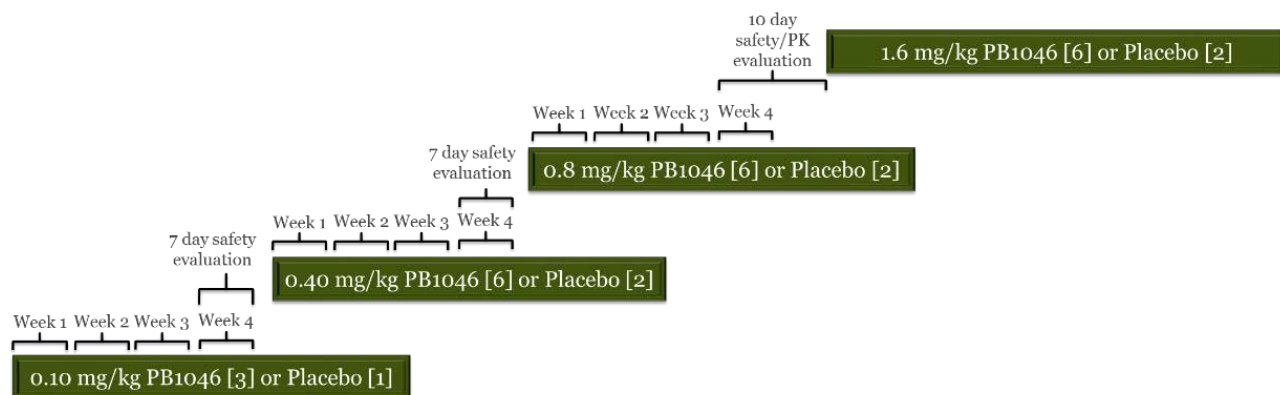 10 day
safety/PK
evaluation
1.6 mg/kg PB1046 [6] or Placebo [2]
Week 1 Week 2 Week 3 Week 4
7 day safety
evaluation
0.8 mg/kg PB1046 [6] or Placebo [2]
Week 1 Week 2 Week 3 Week 4
7 day safety
evaluation
0.40 mg/kg PB1046 [6] or Placebo [2]
Week 1 Week 2 Week 3 Week 4
0.10 mg/kg PB1046 [3] or Placebo [1]